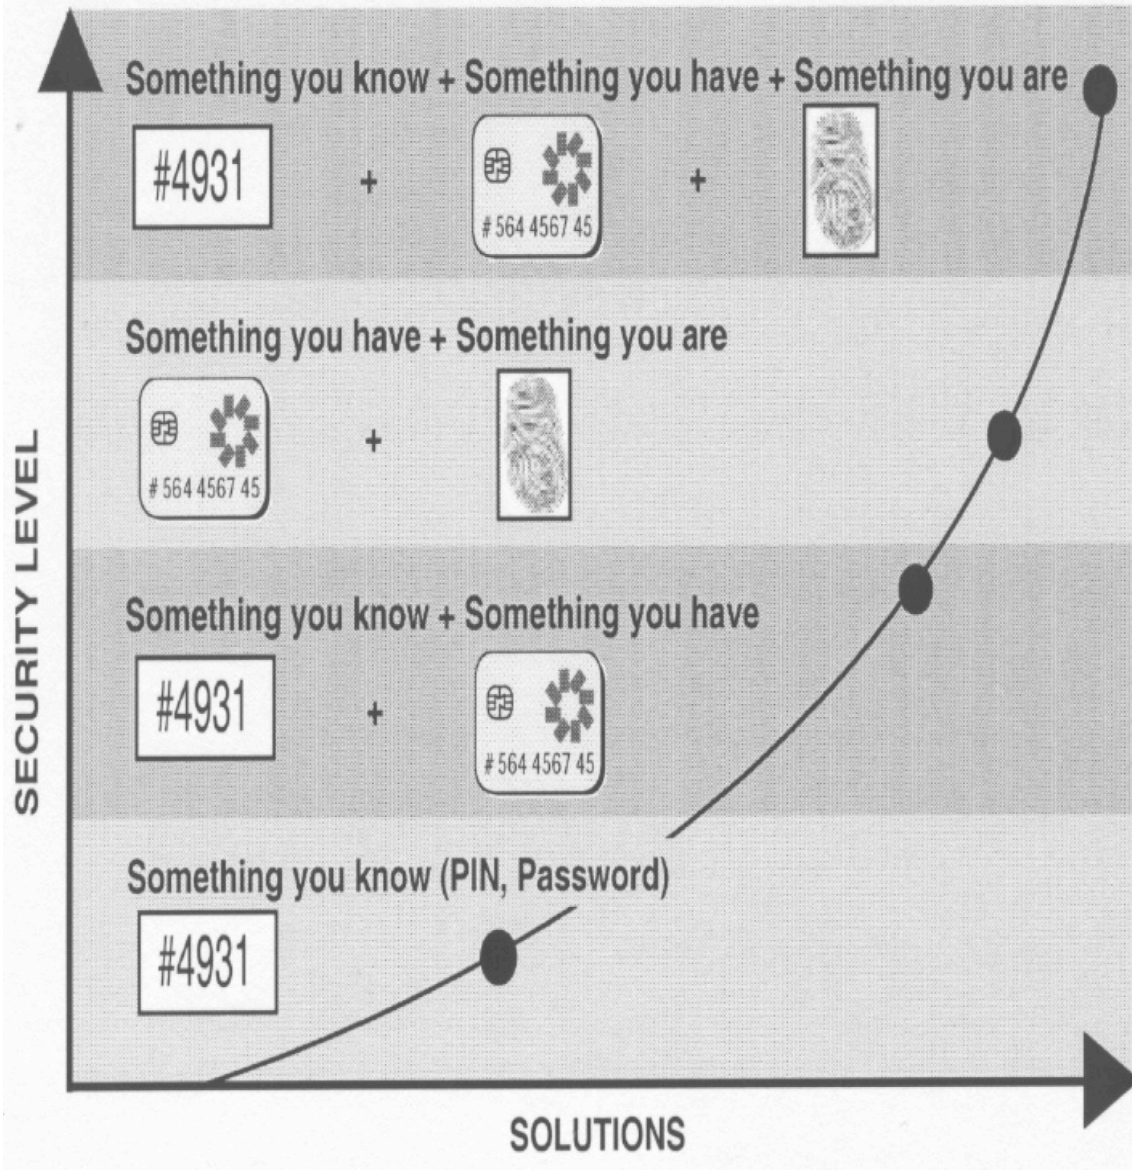 Something you know + Something you have + Something you are
#4931 + # 564 4567 45 +
Something you have + Something you are
# 564 4567 45 +
Something you know + Something you have
#4931 + # 564 4567 45
Something you know (PIN, Password)
#4931
SECURITY LEVEL
SOLUTIONS